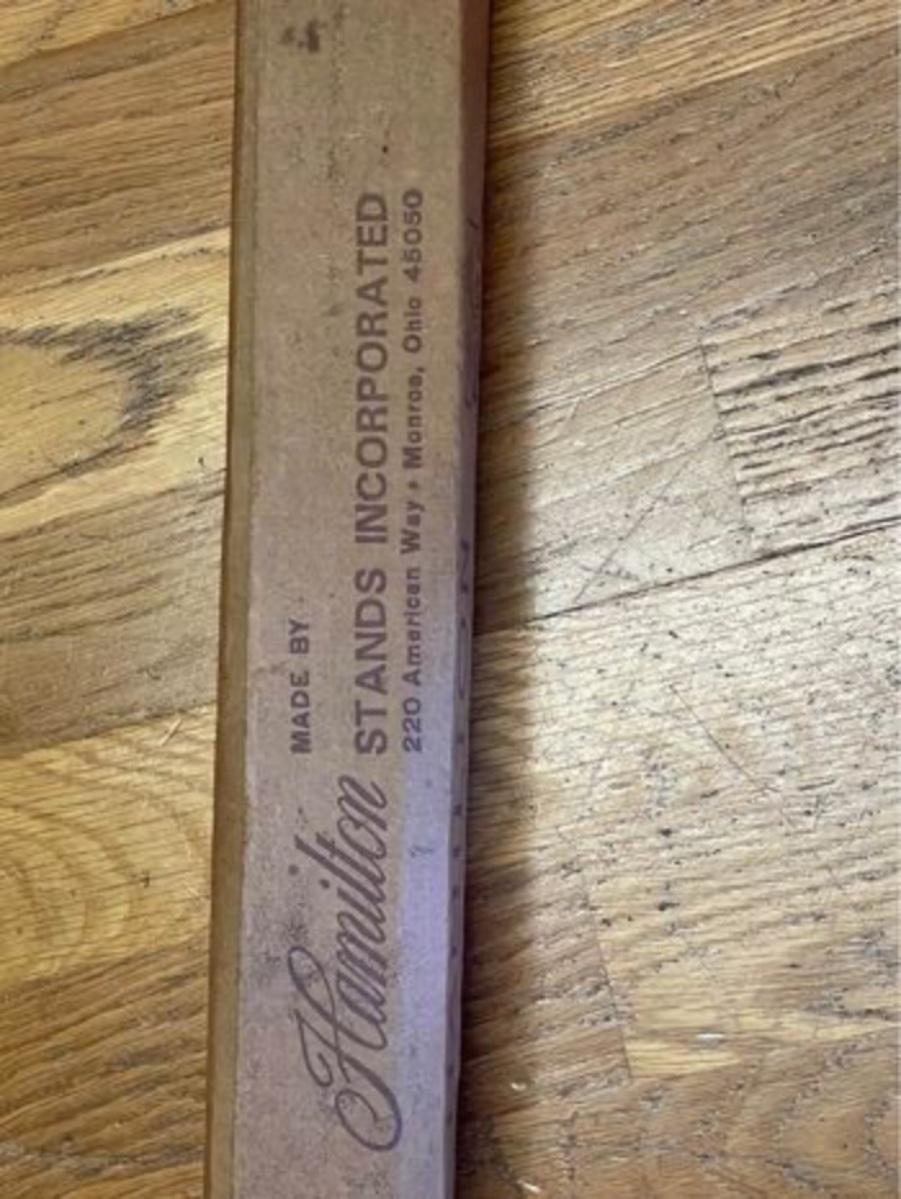 MADE BY
Hamilton STANDS INCORPORATED
220 American Way • Monroe, Ohio 45050